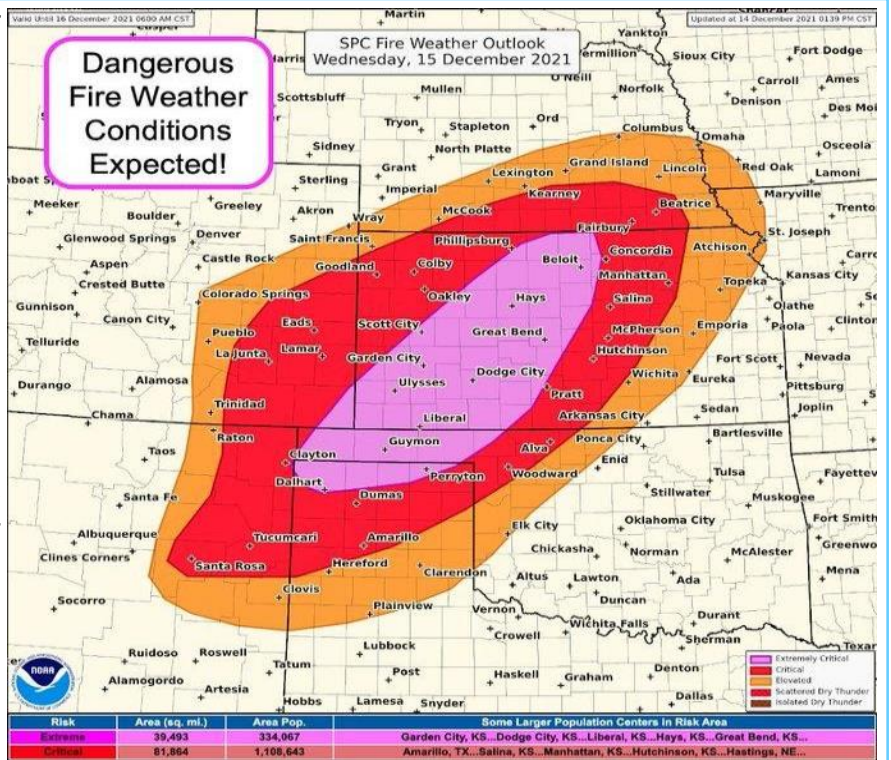 Valid Until 16 December 2021 0600 AM CST
Updated at 14 December 2021 0139 PM CST
SPC Fire Weather Outlook
Wednesday, 15 December 2021
Dangerous
Fire Weather
Conditions
Expected!
Martin
Yankton
Sioux City
Fort Dodge
O'Neill
Mullen
Norfolk
Carroll
Ames
Denison
Scottsbluff
Tryon
Stapleton
Ord
Columbus
Omaha
Osceola
Sidney
North Platte
Grant
Grand Island
Lincoln
Red Oak
Lamoni
Sterling
Imperial
Lexington
Kearney
Maryville
Meeker
Greeley
Akron
Wray
McCook
Beatrice
Boulder
Fairbury
St. Joseph
Glenwood Springs
Denver
Saint Francis
Phillipsburg
Concordia
Atchison
Castle Rock
Goodland
Colby
Beloit
Manhattan
Kansas City
Aspen
Crested Butte
Colorado Springs
Oakley
Hays
Salina
Topeka
Olathe
Gunnison
Canon City
Pueblo
Eads
Scott City
Great Bend
McPherson
Emporia
Paola
Clinton
Telluride
La Junta
Lamar
Garden City
Hutchinson
Fort Scott
Nevada
Durango
Alamosa
Ulysses
Dodge City
Wichita
Eureka
Pittsburg
Trinidad
Pratt
Chama
Liberal
Arkansas City
Sedan
Joplin
Raton
Guymon
Alva
Ponca City
Bartlesville
Taos
Clayton
Enid
Dalhart
Perryton
Woodward
Tulsa
Santa Fe
Dumas
Stillwater
Muskogee
Albuquerque
Tucumcari
Amarillo
Elk City
Oklahoma City
Fort Smith
Clines Corners
Santa Rosa
Hereford
Clarendon
Chickasha
Norman
McAlester
Clovis
Altus
Lawton
Ada
Mena
Socorro
Plainview
Vernon
Duncan
Crowell
Wichita Falls
Durant
Sherman
Ruidoso
Roswell
Tatum
Lubbock
Alamogordo
Post
Haskell
Graham
Denton
Artesia
Hobbs
Lamesa
Snyder
Dallas
NOAA
Extremely Critical
Critical
Elevated
Scattered Dry Thunder
Isolated Dry Thunder
Risk Area (sq. mi.) Area Pop. Some Larger Population Centers in Risk Area
Extreme 39,493 334,067 Garden City, KS...Dodge City, KS...Liberal, KS...Hays, KS...Great Bend, KS...
Critical 81,864 1,108,643 Amarillo, TX...Salina, KS...Manhattan, KS...Hutchinson, KS...Hastings, NE...